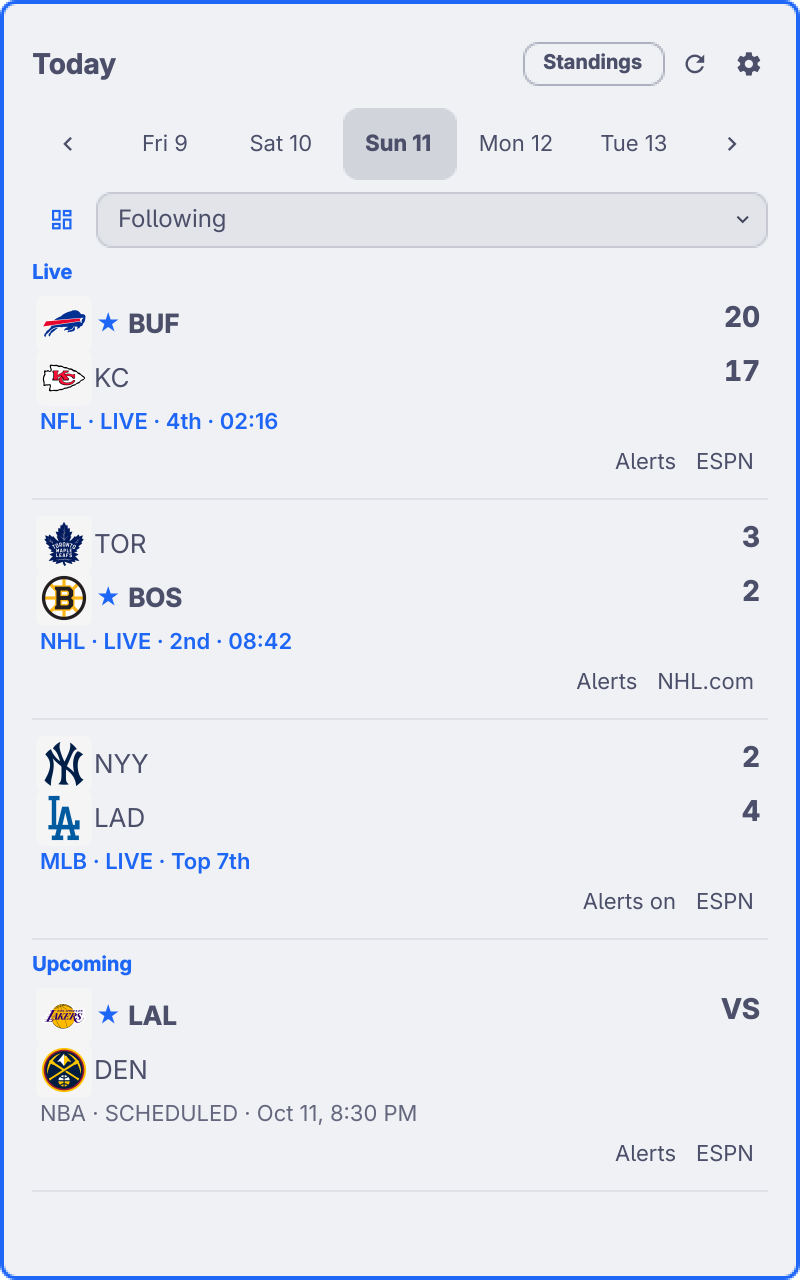 Today
Standings
Fri 9
Sat 10
Sun 11
Mon 12
Tue 13
Following
Live
★ BUF
20
KC
17
NFL · LIVE · 4th · 02:16
Alerts ESPN
TOR
3
★ BOS
2
NHL · LIVE · 2nd · 08:42
Alerts NHL.com
NYY
2
LAD
4
MLB · LIVE · Top 7th
Alerts on ESPN
Upcoming
★ LAL
VS
DEN
NBA · SCHEDULED · Oct 11, 8:30 PM
Alerts ESPN